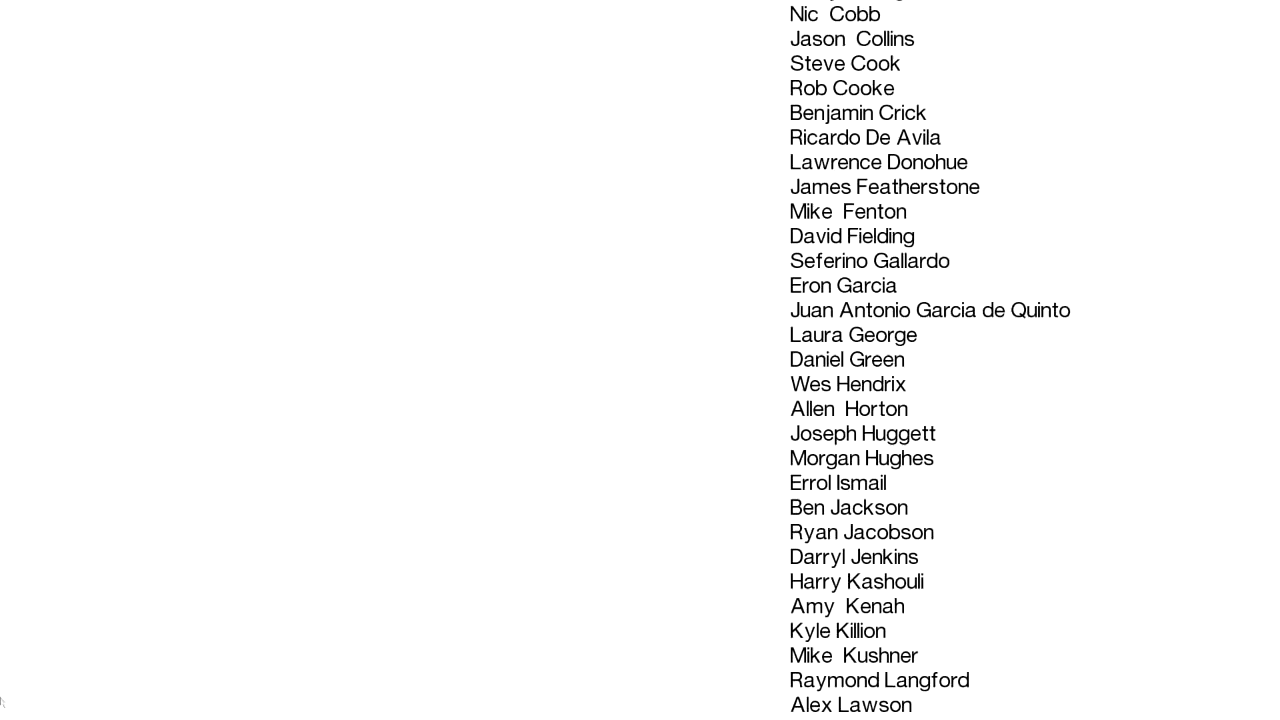 Nic  Cobb
Jason  Collins
Steve Cook
Rob Cooke
Benjamin Crick
Ricardo De Avila
Lawrence Donohue
James Featherstone
Mike  Fenton
David Fielding
Seferino Gallardo
Eron Garcia
Juan Antonio Garcia de Quinto
Laura George
Daniel Green
Wes Hendrix
Allen  Horton
Joseph Huggett
Morgan Hughes
Errol Ismail
Ben Jackson
Ryan Jacobson
Darryl Jenkins
Harry Kashouli
Amy  Kenah
Kyle Killion
Mike  Kushner
Raymond Langford
Alex Lawson